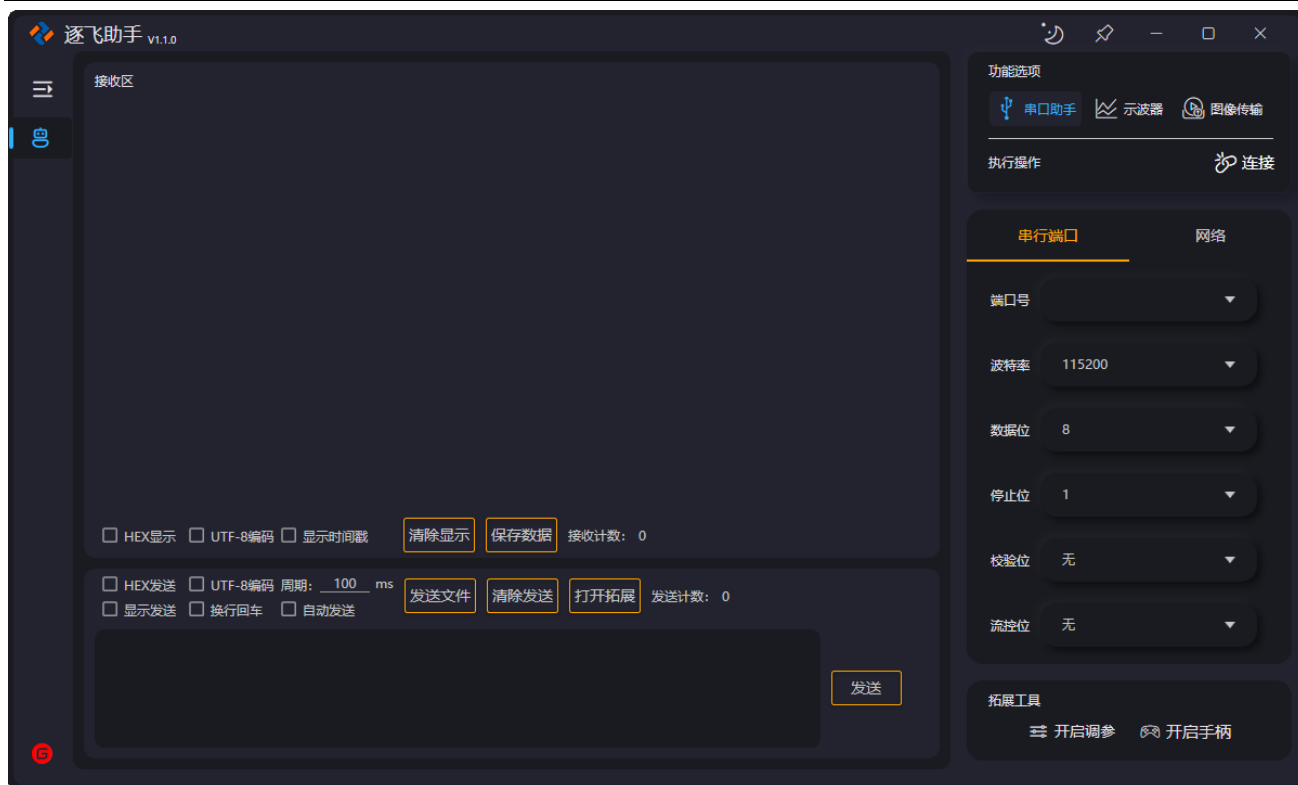 逐飞助手 V1.1.0
接收区
HEX显示 UTF-8编码 显示时间戳 清除显示 保存数据 接收计数: 0
HEX发送 UTF-8编码 周期: 100 ms
显示发送 换行回车 自动发送
发送文件 清除发送 打开拓展 发送计数: 0
发送
功能选项
串口助手 示波器 图像传输
执行操作 连接
串行端口 网络
端口号
波特率 115200
数据位 8
停止位 1
校验位 无
流控位 无
拓展工具
开启调参 开启手柄
G